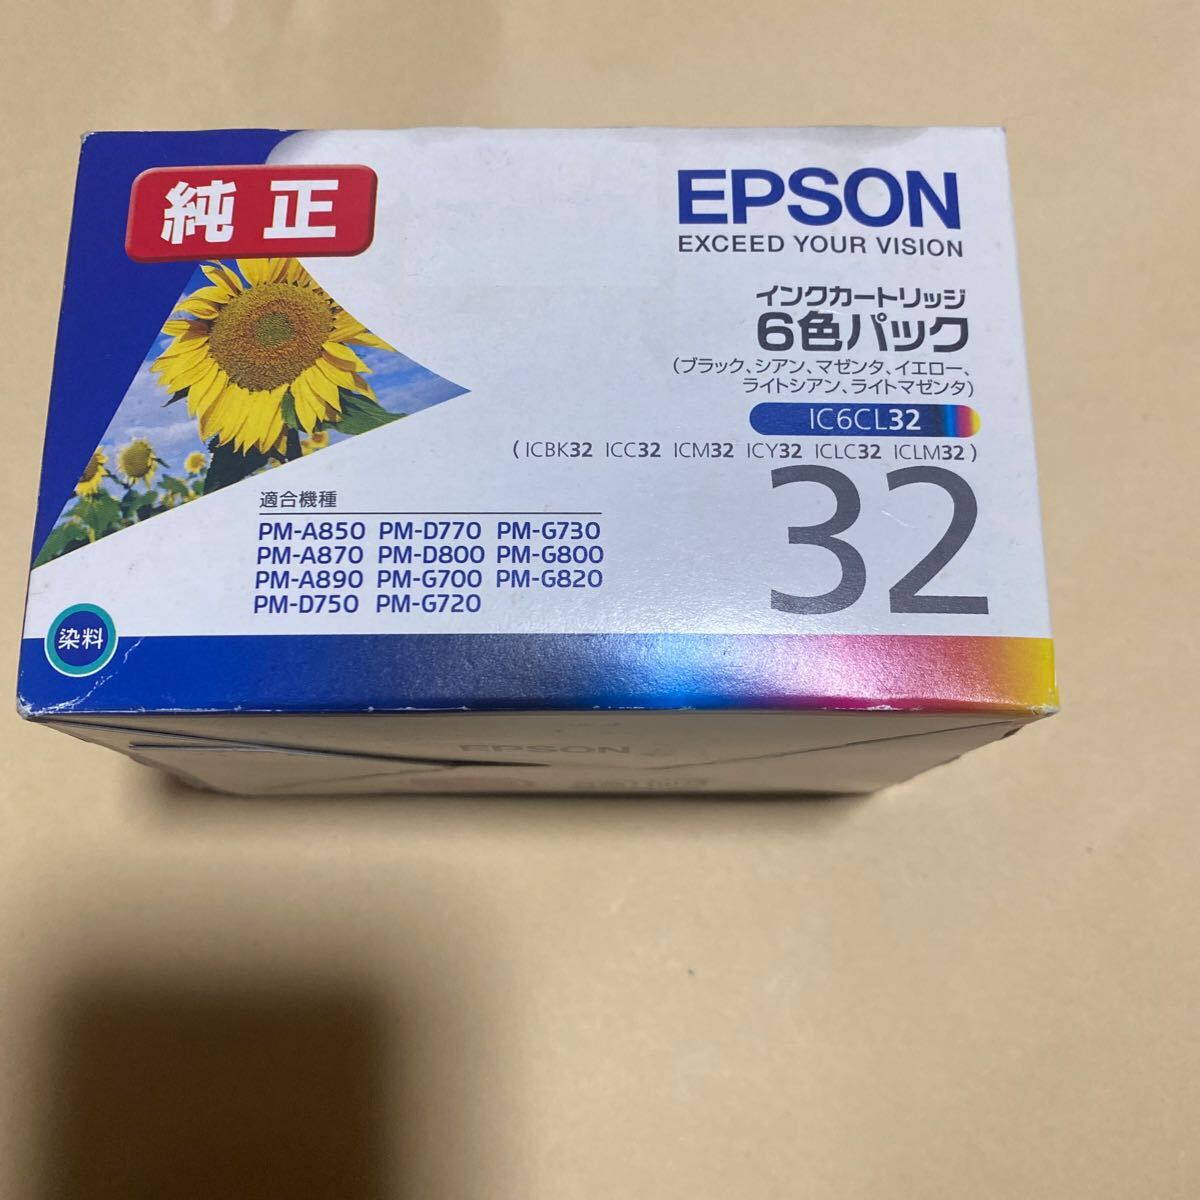 純正
EPSON
EXCEED YOUR VISION
インクカートリッジ
6色パック
(ブラック、シアン、マゼンタ、イエロー、
ライトシアン、ライトマゼンタ)
IC6CL32
( ICBK32 ICC32 ICM32 ICY32 ICLC32 ICLM32 )
32
適合機種
PM-A850 PM-D770 PM-G730
PM-A870 PM-D800 PM-G800
PM-A890 PM-G700 PM-G820
PM-D750 PM-G720
染料
EPSON